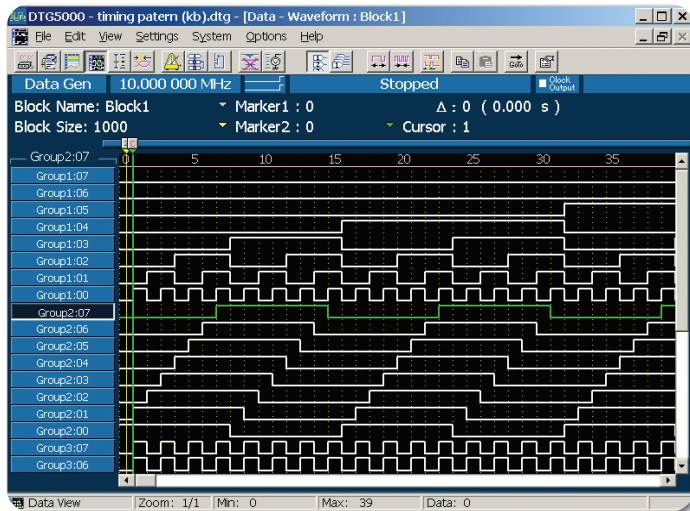 DTG5000 - timing patern (kb).dtg - [Data - Waveform : Block1]
File Edit View Settings System Options Help
Data Gen 10.000 000 MHz Stopped Clock Output
Block Name: Block1 Marker1 : 0 Δ : 0 ( 0.000 s )
Block Size: 1000 Marker2 : 0 Cursor : 1
Group2:07 0 5 10 15 20 25 30 35
Group1:07
Group1:06
Group1:05
Group1:04
Group1:03
Group1:02
Group1:01
Group1:00
Group2:07
Group2:06
Group2:05
Group2:04
Group2:03
Group2:02
Group2:01
Group2:00
Group3:07
Group3:06
Data View Zoom: 1/1 Min: 0 Max: 39 Data: 0